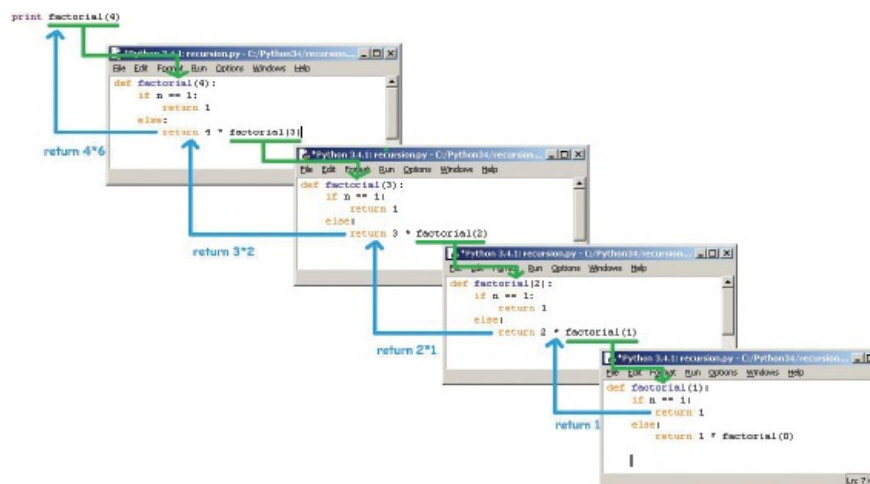 print factorial(4)
*Python 3.4.1: recursion.py - C:/Python34/recursion...
File Edit Format Run Options Windows Help
def factorial(4):
if n == 1:
return 1
else:
return 4 * factorial(3)
return 4*6
*Python 3.4.1: recursion.py - C:/Python34/recursion...
File Edit Format Run Options Windows Help
def factorial(3):
if n == 1:
return 1
else:
return 3 * factorial(2)
return 3*2
*Python 3.4.1: recursion.py - C:/Python34/recursion...
File Edit Format Run Options Windows Help
def factorial(2):
if n == 1:
return 1
else:
return 2 * factorial(1)
return 2*1
*Python 3.4.1: recursion.py - C:/Python34/recursion...
File Edit Format Run Options Windows Help
def factorial(1):
if n == 1:
return 1
else:
return 1 * factorial(0)
return 1